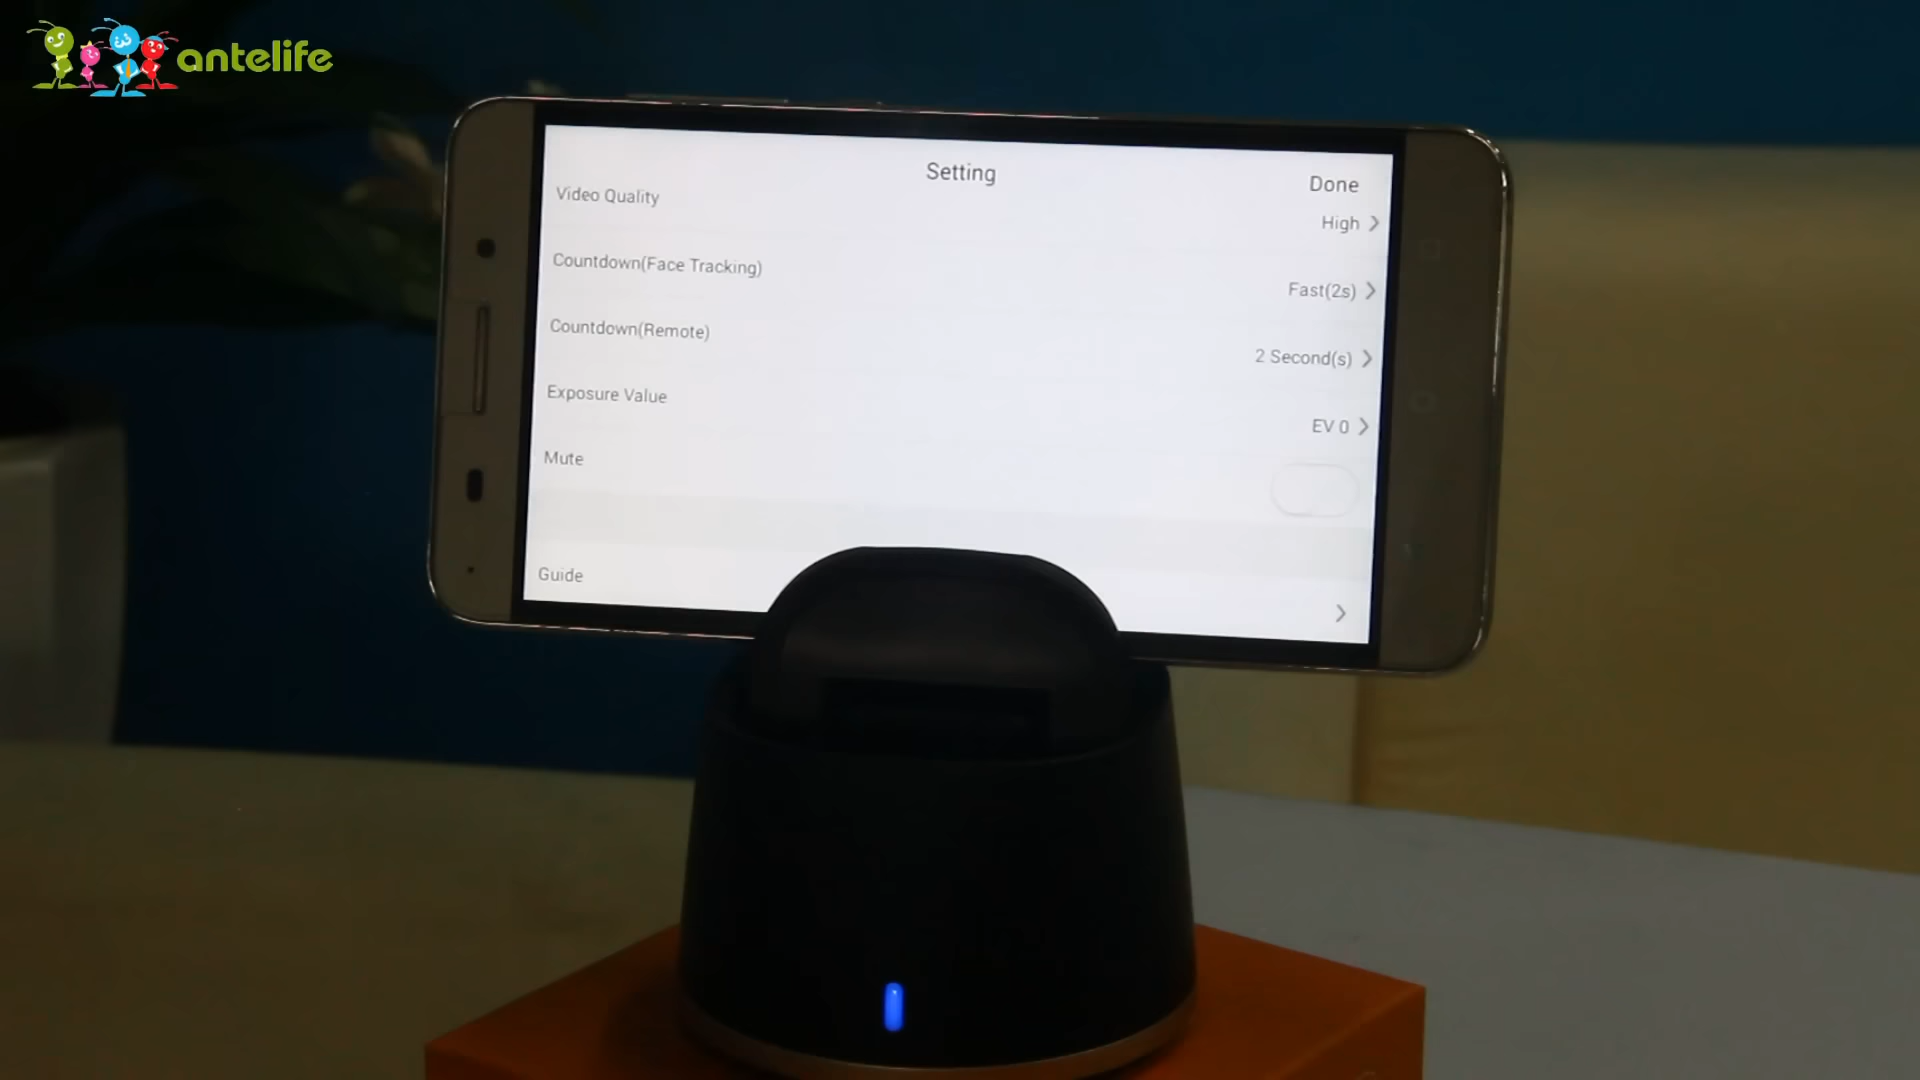 antelife
Setting
Done
Video Quality
High
Countdown(Face Tracking)
Fast(2s)
Countdown(Remote)
2 Second(s)
Exposure Value
EV 0
Mute
Guide